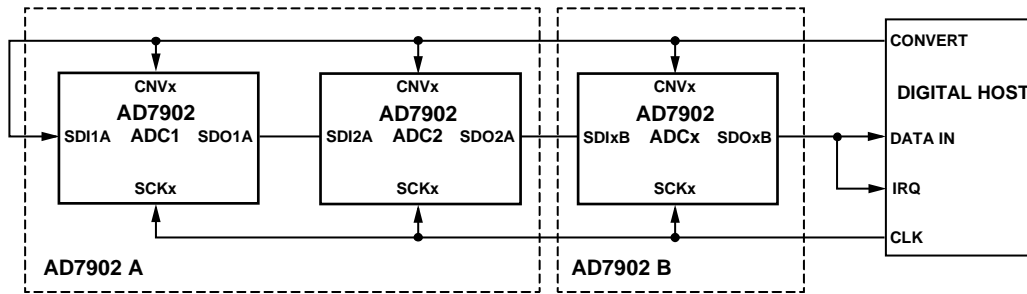 CONVERT
CNVx
AD7902
SDI1A ADC1 SDO1A
SCKx
CNVx
AD7902
SDI2A ADC2 SDO2A
SCKx
CNVx
AD7902
SDIxB ADCx SDOxB
SCKx
DIGITAL HOST
DATA IN
IRQ
CLK
AD7902 A
AD7902 B